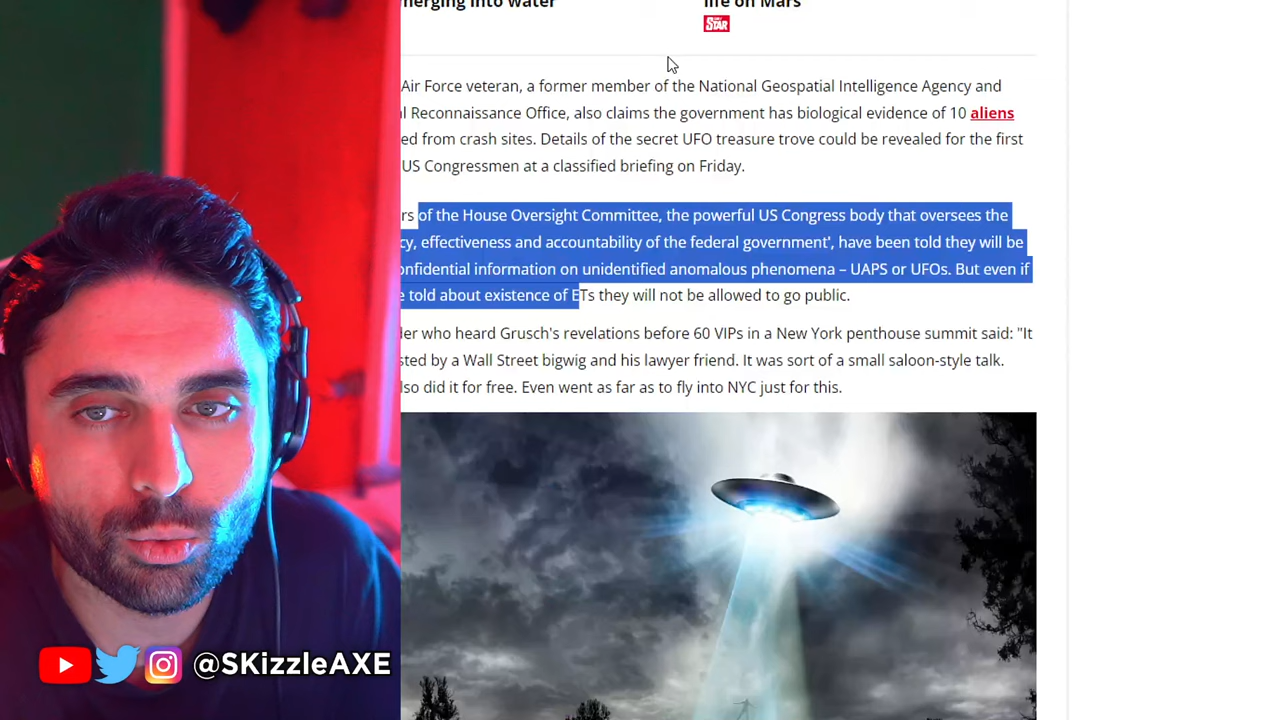 merging into water
life on Mars
STAR
Air Force veteran, a former member of the National Geospatial Intelligence Agency and
Reconnaissance Office, also claims the government has biological evidence of 10 aliens
ed from crash sites. Details of the secret UFO treasure trove could be revealed for the first
US Congressmen at a classified briefing on Friday.
rs of the House Oversight Committee, the powerful US Congress body that oversees the
cy, effectiveness and accountability of the federal government', have been told they will be
onfidential information on unidentified anomalous phenomena – UAPS or UFOs. But even if
e told about existence of ETs they will not be allowed to go public.
der who heard Grusch's revelations before 60 VIPs in a New York penthouse summit said: "It
sted by a Wall Street bigwig and his lawyer friend. It was sort of a small saloon-style talk.
lso did it for free. Even went as far as to fly into NYC just for this.
@SKizzleAXE